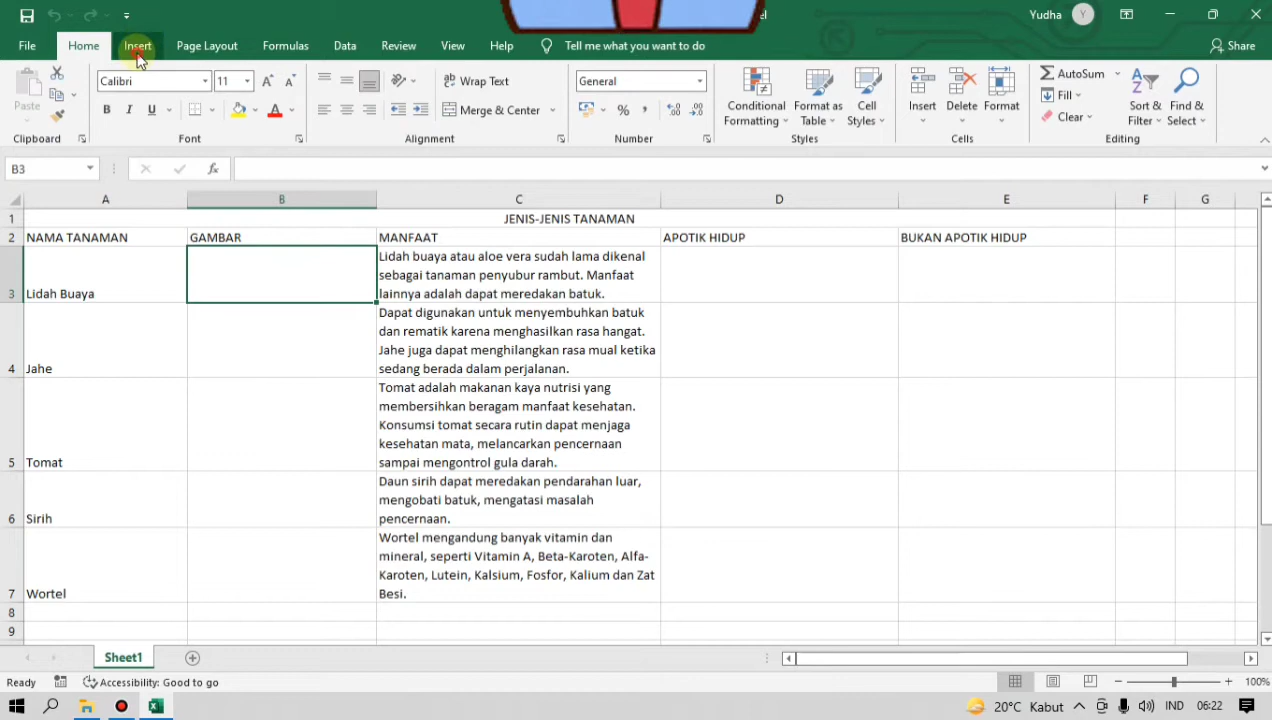 el
Yudha
Y
File
Home
Insert
Page Layout
Formulas
Data
Review
View
Help
Tell me what you want to do
Share
Paste
Calibri
11
Wrap Text
General
Conditional Formatting
Format as Table
Cell Styles
Insert
Delete
Format
AutoSum
Fill
Clear
Sort & Filter
Find & Select
B I U
Merge & Center
Clipboard
Font
Alignment
Number
Styles
Cells
Editing
B3
fx
A B C D E F G
1 JENIS-JENIS TANAMAN
2 NAMA TANAMAN GAMBAR MANFAAT APOTIK HIDUP BUKAN APOTIK HIDUP
Lidah buaya atau aloe vera sudah lama dikenal
sebagai tanaman penyubur rambut. Manfaat
3 Lidah Buaya lainnya adalah dapat meredakan batuk.
Dapat digunakan untuk menyembuhkan batuk
dan rematik karena menghasilkan rasa hangat.
Jahe juga dapat menghilangkan rasa mual ketika
4 Jahe sedang berada dalam perjalanan.
Tomat adalah makanan kaya nutrisi yang
membersihkan beragam manfaat kesehatan.
Konsumsi tomat secara rutin dapat menjaga
kesehatan mata, melancarkan pencernaan
5 Tomat sampai mengontrol gula darah.
Daun sirih dapat meredakan pendarahan luar,
mengobati batuk, mengatasi masalah
6 Sirih pencernaan.
Wortel mengandung banyak vitamin dan
mineral, seperti Vitamin A, Beta-Karoten, Alfa-
Karoten, Lutein, Kalsium, Fosfor, Kalium dan Zat
7 Wortel Besi.
8
9
Sheet1
Ready
Accessibility: Good to go
100%
20°C Kabut
IND
06:22